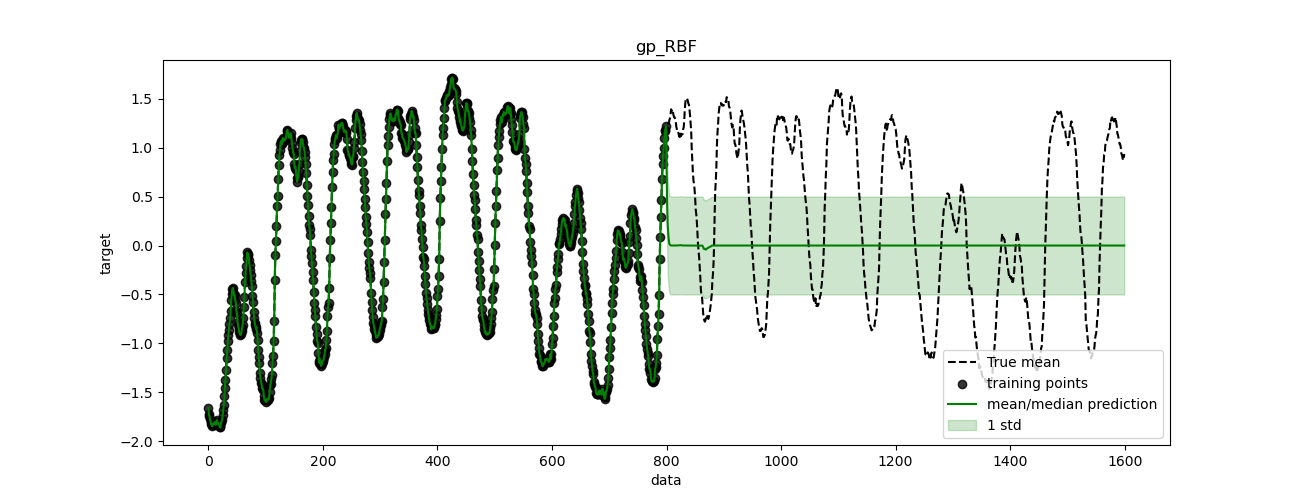 gp_RBF
target
1.5
1.0
0.5
0.0
−0.5
−1.0
−1.5
−2.0
0 200 400 600 800 1000 1200 1400 1600
data
True mean
training points
mean/median prediction
1 std